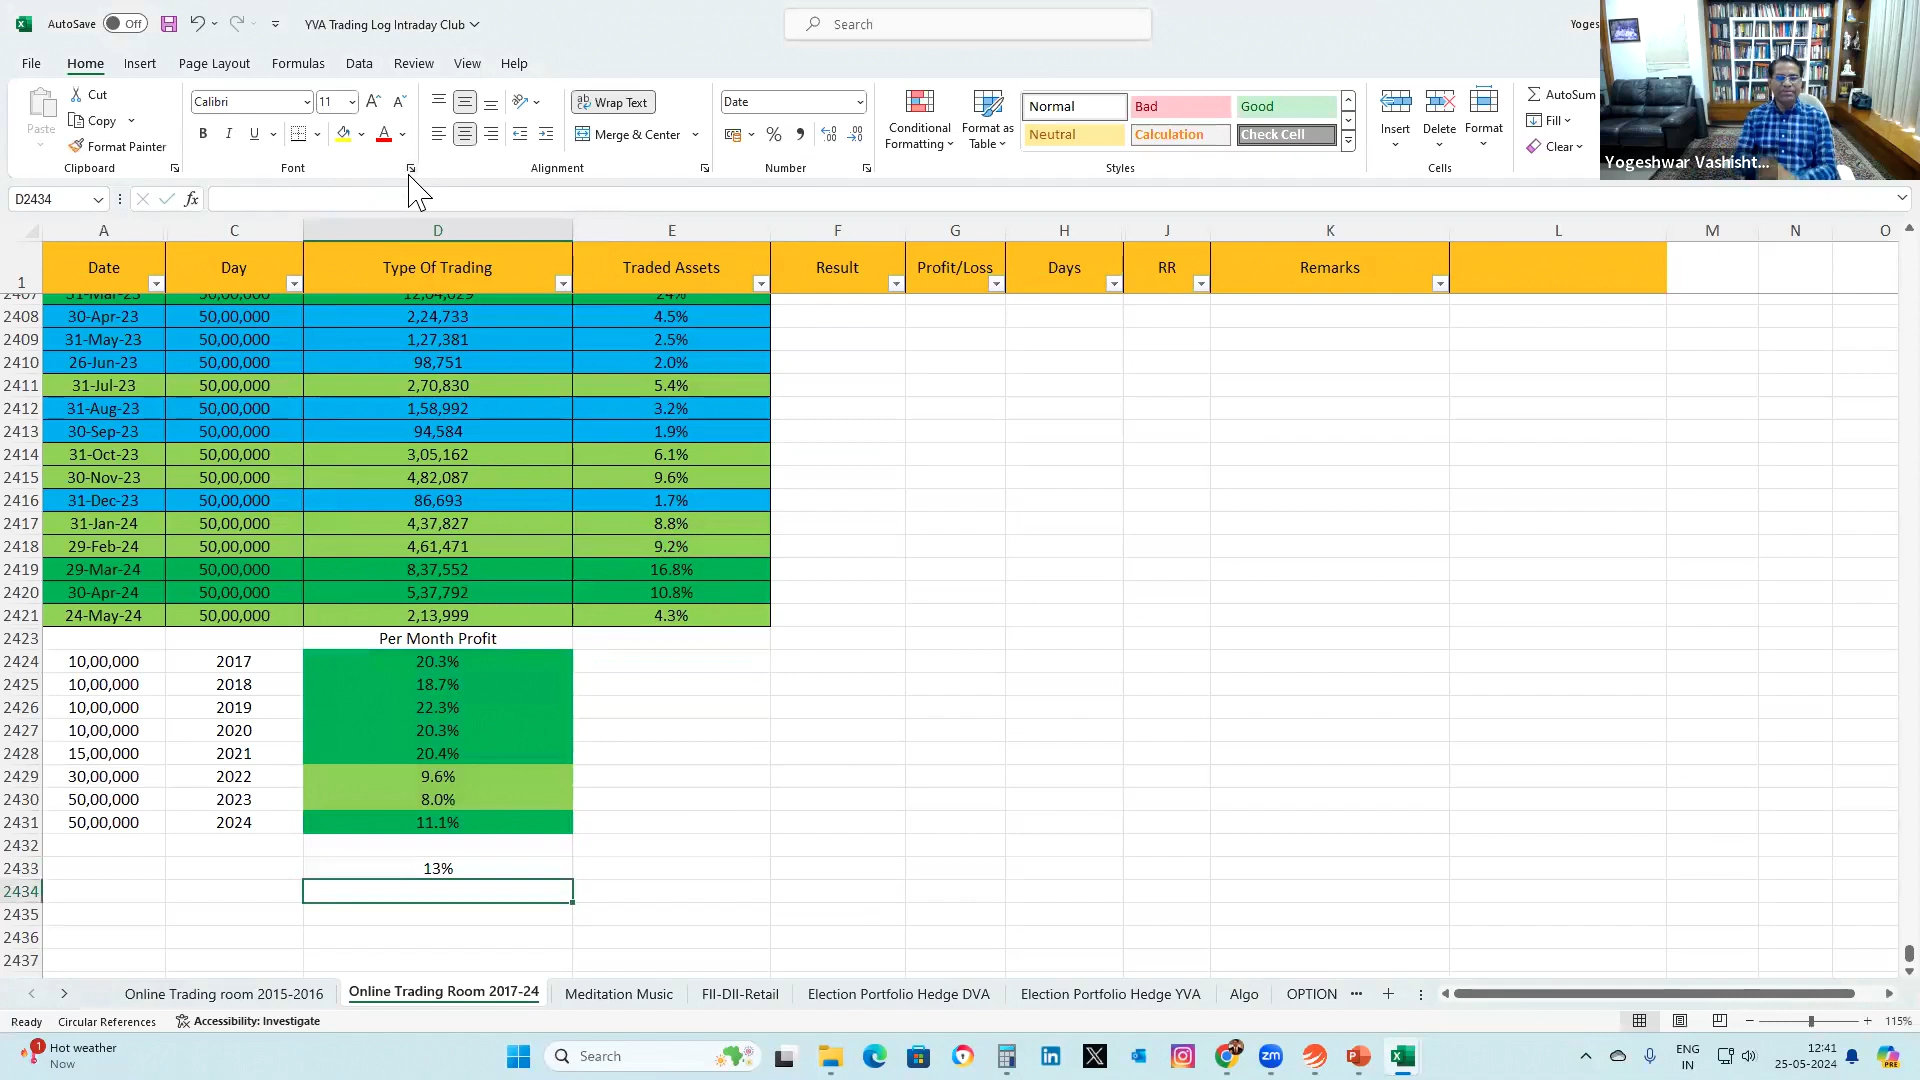 AutoSave Off YVA Trading Log Intraday Club Search Yoges
File Home Insert Page Layout Formulas Data Review View Help
Paste Cut Copy Format Painter Clipboard
Calibri 11 B I U A Font
Wrap Text Merge & Center Alignment
Date % Number
Conditional Formatting Format as Table
Normal Bad Good
Neutral Calculation Check Cell
Styles
Insert Delete Format Cells
AutoSum Fill Clear
Yogeshwar Vashisht...
D2434 fx
A C D E F G H I J K L M N O
1 Date Day Type Of Trading Traded Assets Result Profit/Loss Days RR Remarks
2407 31-Mar-23 50,00,000 12,04,029 24%
2408 30-Apr-23 50,00,000 2,24,733 4.5%
2409 31-May-23 50,00,000 1,27,381 2.5%
2410 26-Jun-23 50,00,000 98,751 2.0%
2411 31-Jul-23 50,00,000 2,70,830 5.4%
2412 31-Aug-23 50,00,000 1,58,992 3.2%
2413 30-Sep-23 50,00,000 94,584 1.9%
2414 31-Oct-23 50,00,000 3,05,162 6.1%
2415 30-Nov-23 50,00,000 4,82,087 9.6%
2416 31-Dec-23 50,00,000 86,693 1.7%
2417 31-Jan-24 50,00,000 4,37,827 8.8%
2418 29-Feb-24 50,00,000 4,61,471 9.2%
2419 29-Mar-24 50,00,000 8,37,552 16.8%
2420 30-Apr-24 50,00,000 5,37,792 10.8%
2421 24-May-24 50,00,000 2,13,999 4.3%
2423 Per Month Profit
2424 10,00,000 2017 20.3%
2425 10,00,000 2018 18.7%
2426 10,00,000 2019 22.3%
2427 10,00,000 2020 20.3%
2428 15,00,000 2021 20.4%
2429 30,00,000 2022 9.6%
2430 50,00,000 2023 8.0%
2431 50,00,000 2024 11.1%
2432
2433 13%
2434
2435
2436
2437
Online Trading room 2015-2016 Online Trading Room 2017-24 Meditation Music FII-DII-Retail Election Portfolio Hedge DVA Election Portfolio Hedge YVA Algo OPTION ...
Ready Circular References Accessibility: Investigate 115%
1 Hot weather Now Search zm ENG IN 12:41 25-05-2024 PRE